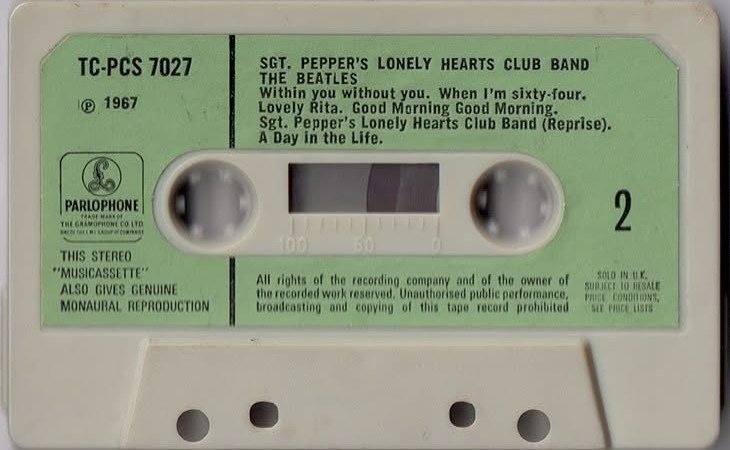 TC-PCS 7027
℗ 1967
SGT. PEPPER'S LONELY HEARTS CLUB BAND
THE BEATLES
Within you without you. When I'm sixty-four.
Lovely Rita. Good Morning Good Morning.
Sgt. Pepper's Lonely Hearts Club Band (Reprise).
A Day in the Life.
£
PARLOPHONE
TRADE MARK OF
THE GRAMOPHONE CO. LTD
100 50 0
2
THIS STEREO
"MUSICASSETTE"
ALSO GIVES GENUINE
MONAURAL REPRODUCTION
All rights of the recording company and of the owner of
the recorded work reserved. Unauthorised public performance,
broadcasting and copying of this tape record prohibited
SOLD IN U.K.
SUBJECT TO RESALE
PRICE CONDITIONS,
SEE PRICE LISTS